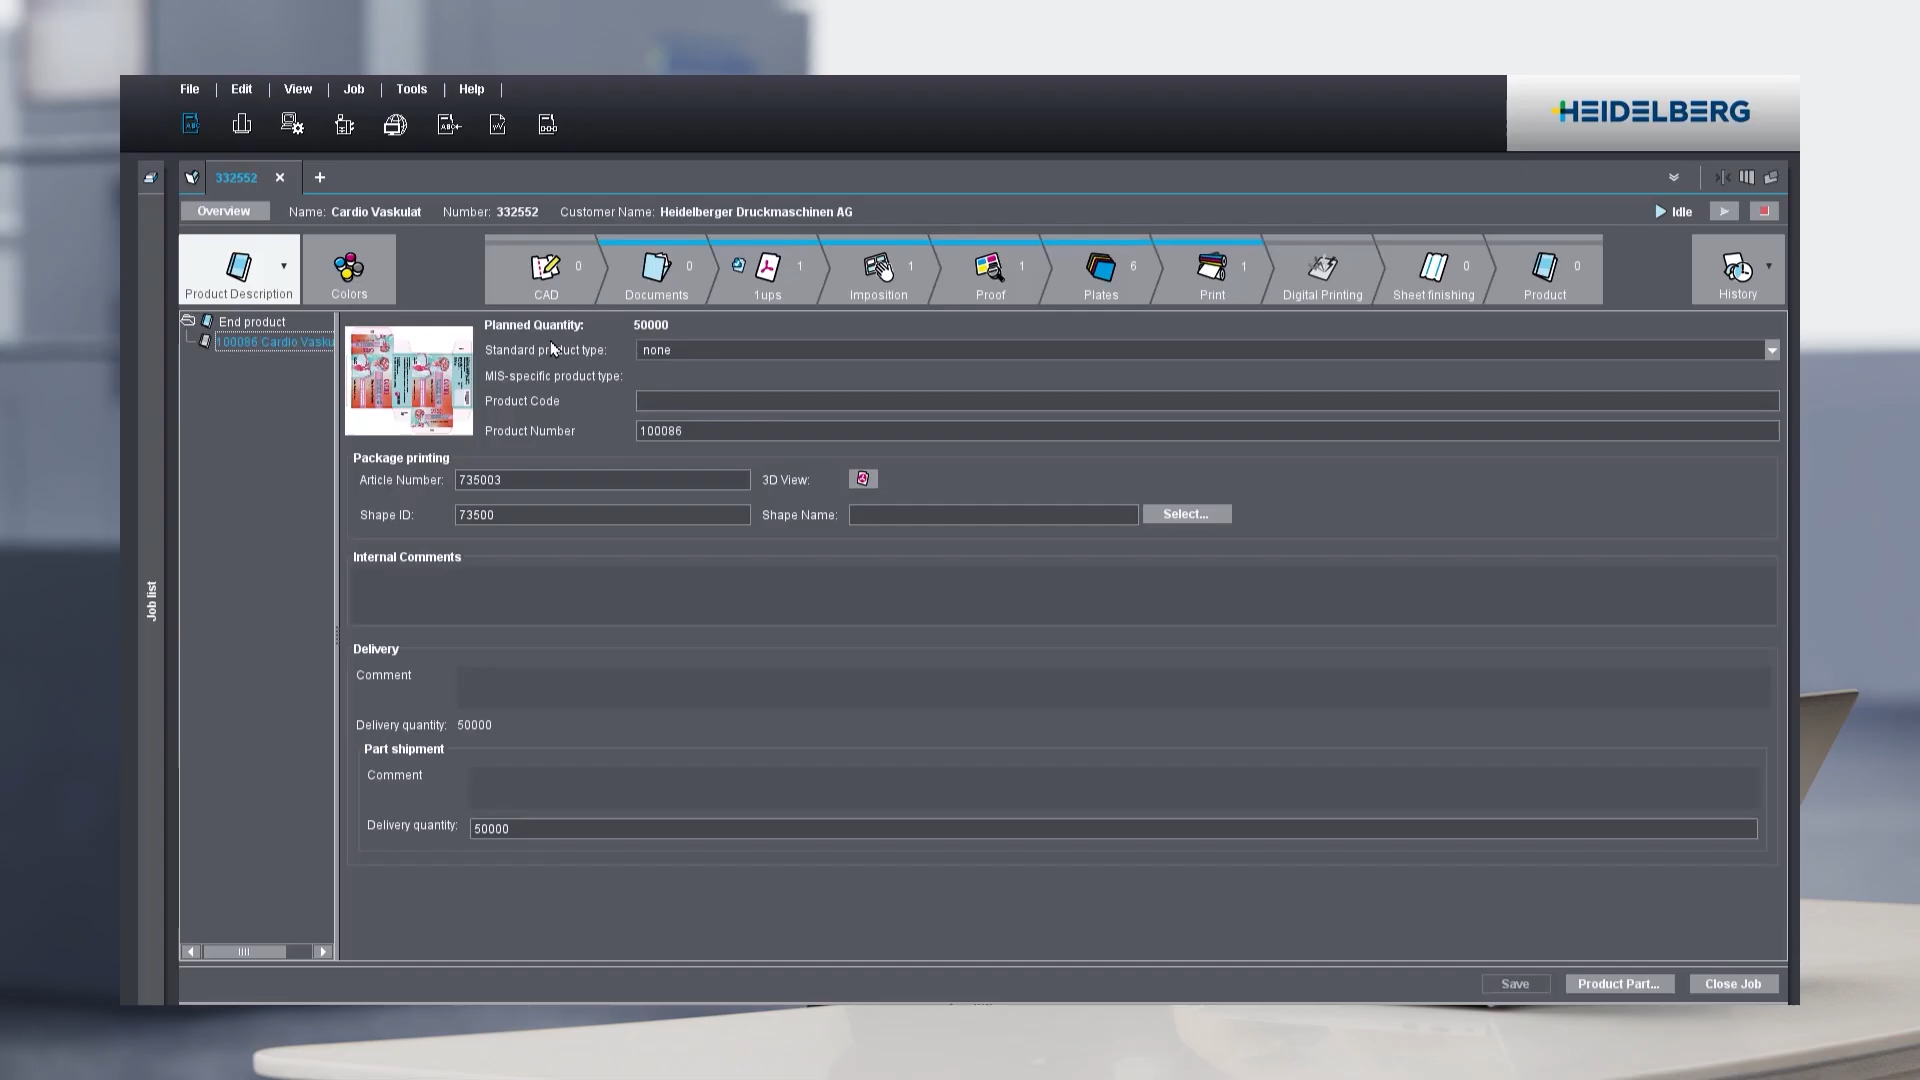 File | Edit | View | Job | Tools | Help |
HEIDELBERG
332552
Overview Name: Cardio Vaskulat Number: 332552 Customer Name: Heidelberger Druckmaschinen AG Idle
Product Description Colors CAD 0 Documents 0 1ups 1 Imposition 1 Proof 1 Plates 6 Print 1 Digital Printing Sheet finishing 0 Product 0 History
End product
100086 Cardio Vasku
Planned Quantity: 50000
Standard product type: none
MIS-specific product type:
Product Code
Product Number 100086
Package printing
Article Number: 735003 3D View:
Shape ID: 73500 Shape Name: Select...
Internal Comments
Delivery
Comment
Delivery quantity: 50000
Part shipment
Comment
Delivery quantity: 50000
Job list
Save Product Part... Close Job